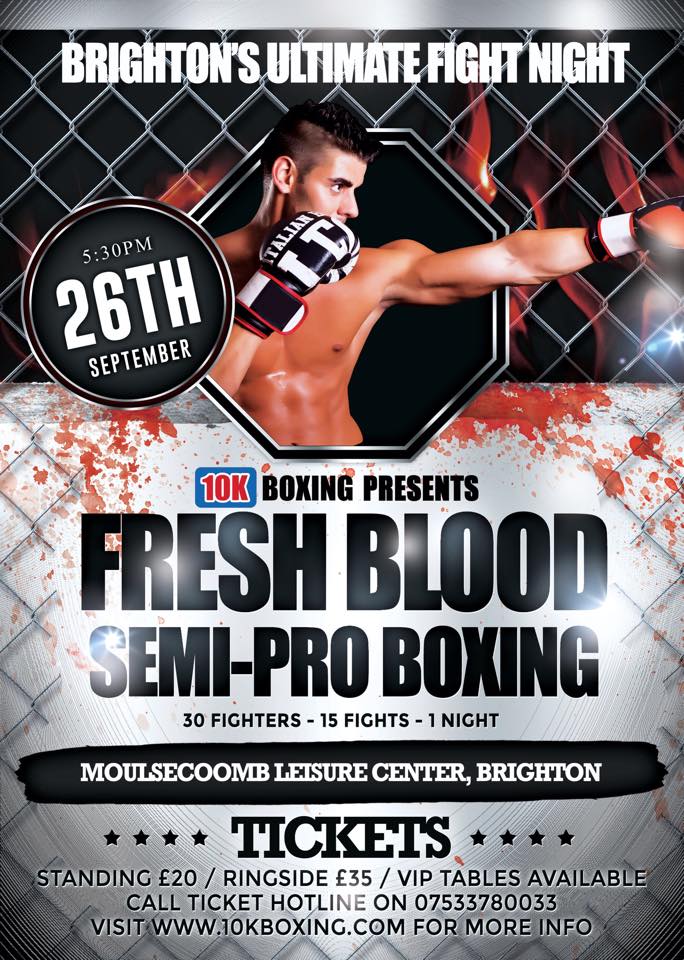 BRIGHTON'S ULTIMATE FIGHT NIGHT
5:30PM
26TH
SEPTEMBER
ITALIAN
10K BOXING PRESENTS
FRESH BLOOD
SEMI-PRO BOXING
30 FIGHTERS - 15 FIGHTS - 1 NIGHT
MOULSECOOMB LEISURE CENTER, BRIGHTON
TICKETS
STANDING £20 / RINGSIDE £35 / VIP TABLES AVAILABLE
CALL TICKET HOTLINE ON 07533780033
VISIT WWW.10KBOXING.COM FOR MORE INFO